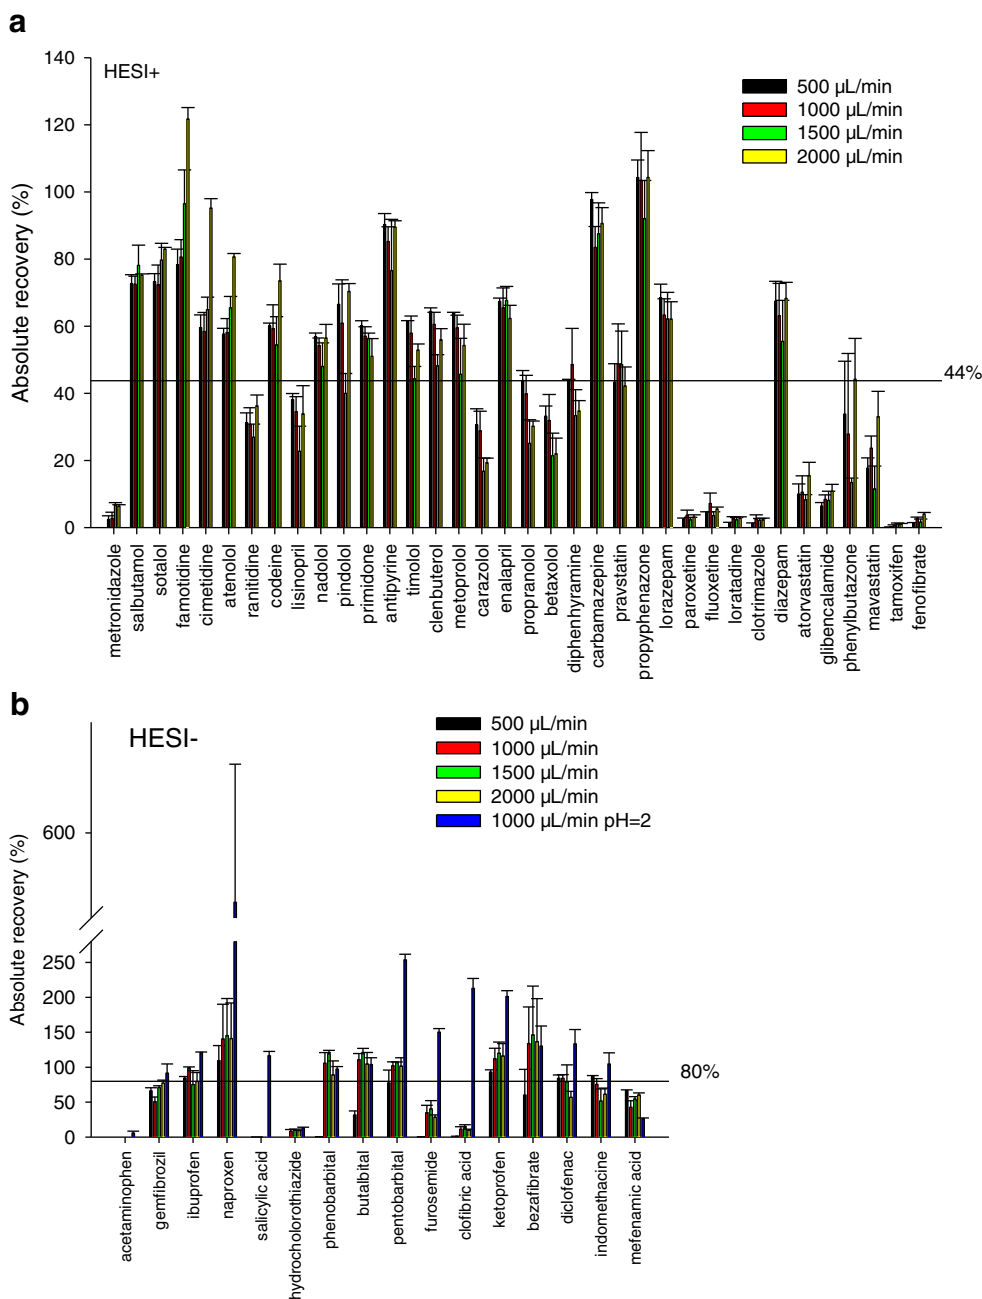 a
HESI+
500 µL/min
1000 µL/min
1500 µL/min
2000 µL/min
Absolute recovery (%)
140
120
100
80
60
40
20
0
44%
metronidazole
salbutamol
sotalol
famotidine
cimetidine
atenolol
ranitidine
codeine
lisinopril
nadolol
pindolol
primidone
antipyrine
timolol
clenbuterol
metoprolol
carazolol
enalapril
propranolol
betaxolol
diphenhyramine
carbamazepine
pravstatin
propyphenazone
lorazepam
paroxetine
fluoxetine
loratadine
clotrimazole
diazepam
atorvastatin
glibencalamide
phenylbutazone
mavastatin
tamoxifen
fenofibrate
b
HESI-
500 µL/min
1000 µL/min
1500 µL/min
2000 µL/min
1000 µL/min pH=2
Absolute recovery (%)
600
250
200
150
100
50
0
80%
acetaminophen
gemfibrozil
ibuprofen
naproxen
salicylic acid
hydrocholorothiazide
phenobarbital
butalbital
pentobarbital
furosemide
clofibric acid
ketoprofen
bezafibrate
diclofenac
indomethacine
mefenamic acid